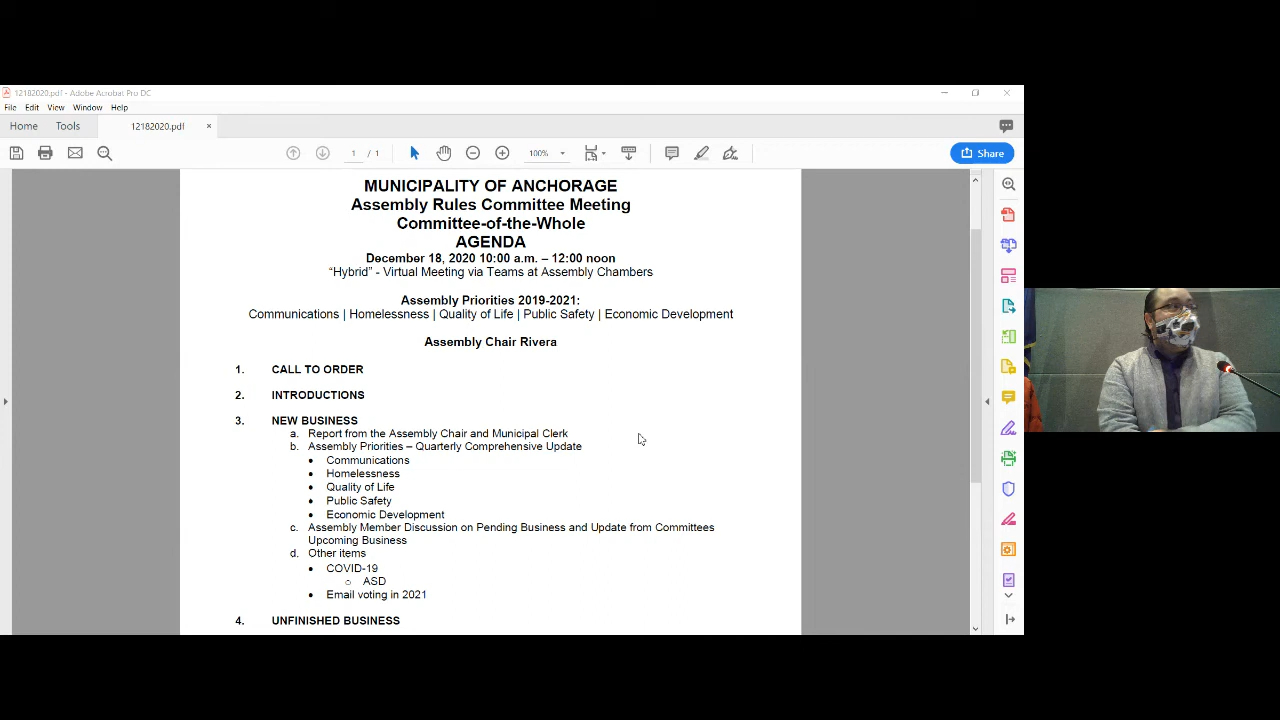 12182020.pdf - Adobe Acrobat Pro DC
File Edit View Window Help
Home Tools 12182020.pdf ×
1 / 1 100% Share
MUNICIPALITY OF ANCHORAGE
Assembly Rules Committee Meeting
Committee-of-the-Whole
AGENDA
December 18, 2020 10:00 a.m. – 12:00 noon
“Hybrid” - Virtual Meeting via Teams at Assembly Chambers
Assembly Priorities 2019-2021:
Communications | Homelessness | Quality of Life | Public Safety | Economic Development
Assembly Chair Rivera
1. CALL TO ORDER
2. INTRODUCTIONS
3. NEW BUSINESS
a. Report from the Assembly Chair and Municipal Clerk
b. Assembly Priorities – Quarterly Comprehensive Update
• Communications
• Homelessness
• Quality of Life
• Public Safety
• Economic Development
c. Assembly Member Discussion on Pending Business and Update from Committees
Upcoming Business
d. Other items
• COVID-19
o ASD
• Email voting in 2021
4. UNFINISHED BUSINESS